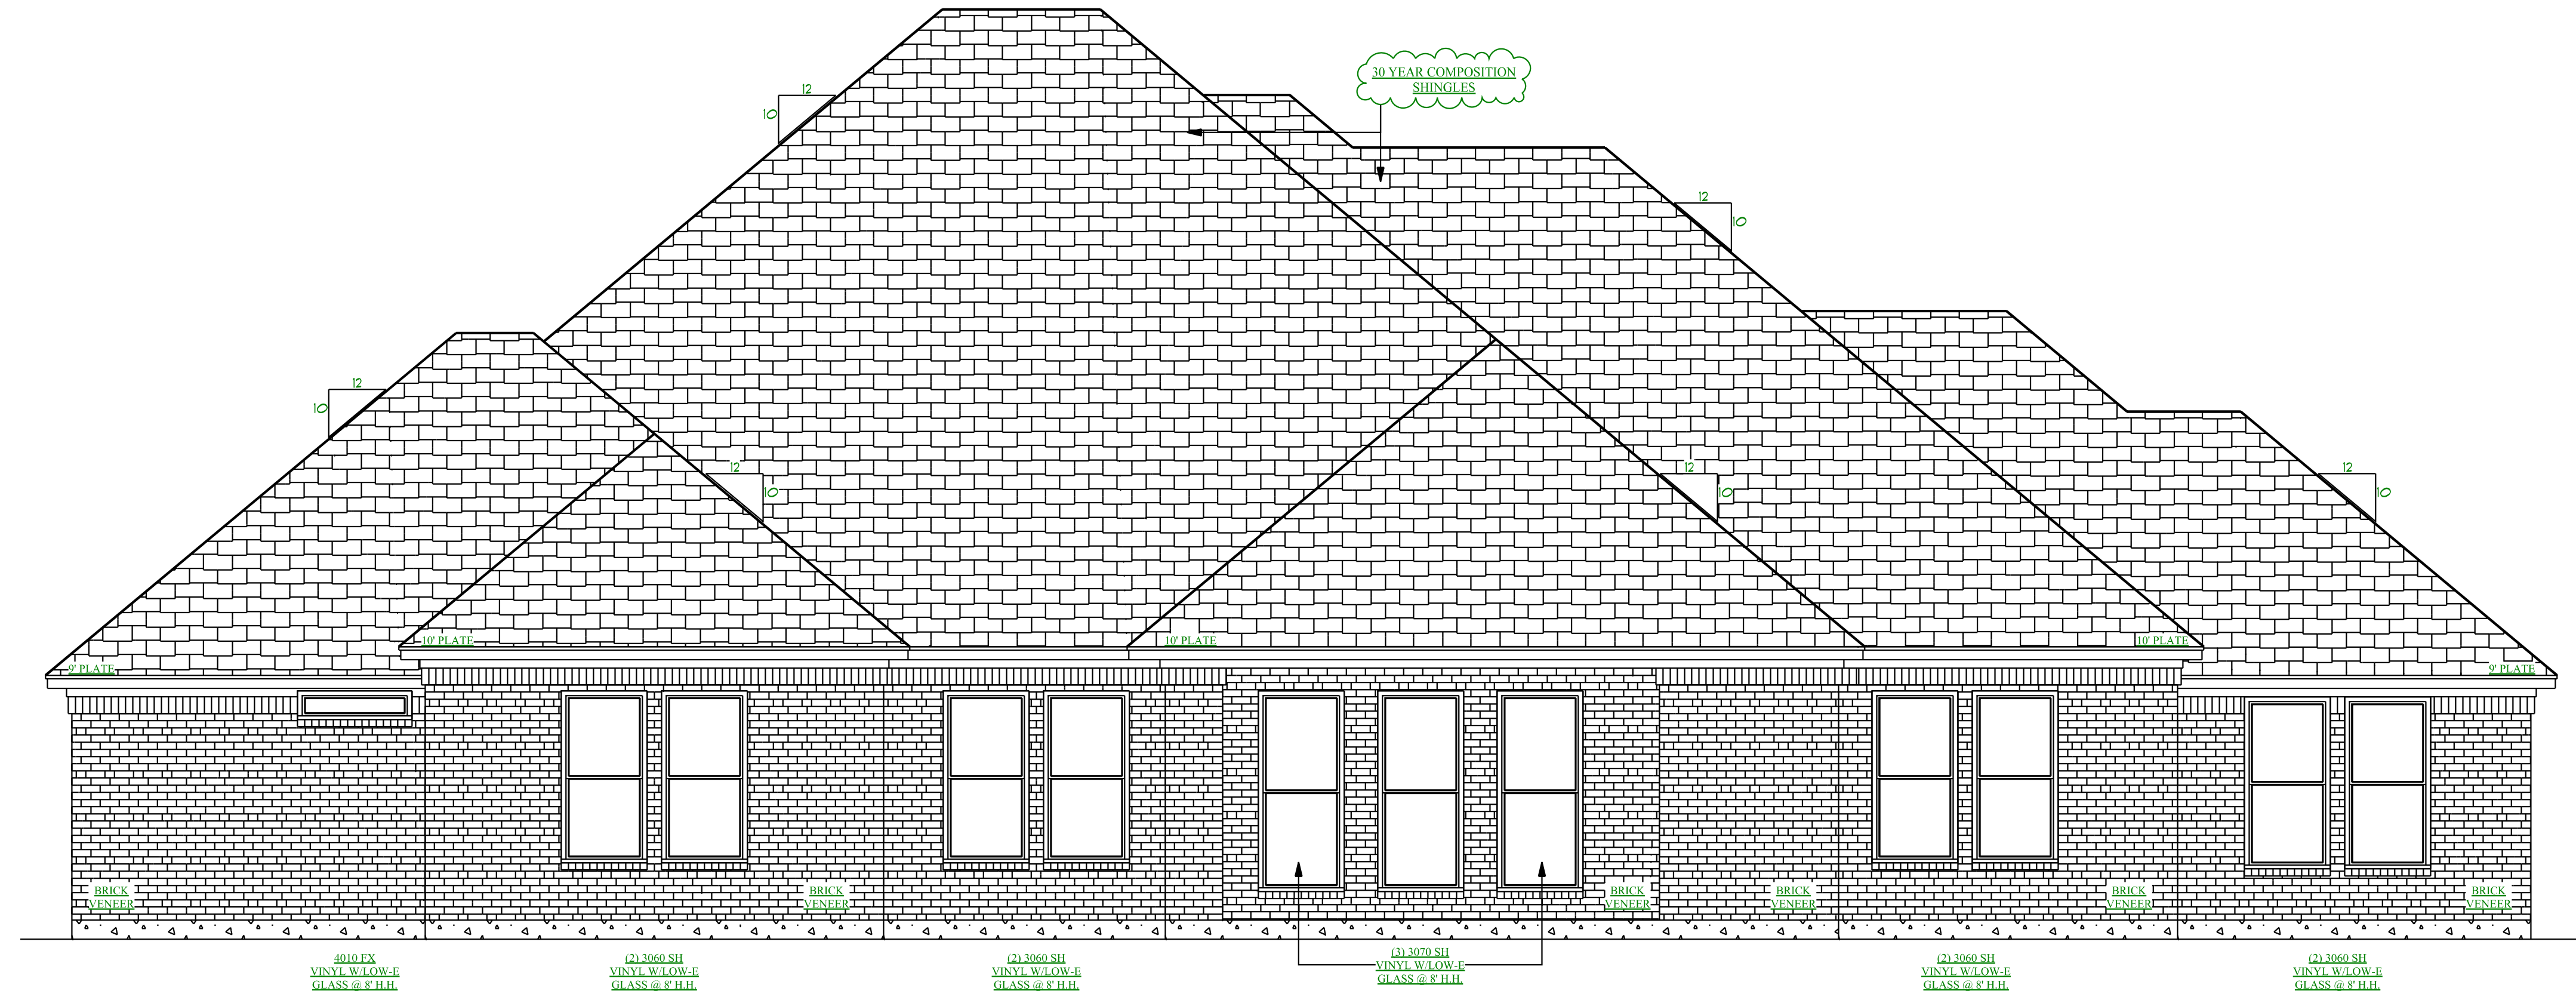 30 YEAR COMPOSITION
SHINGLES
12
10
12
10
12
10
12
10
12
10
12
10
10' PLATE
10' PLATE
10' PLATE
9' PLATE
9' PLATE
BRICK
VENEER
BRICK
VENEER
BRICK
VENEER
BRICK
VENEER
BRICK
VENEER
BRICK
VENEER
4010 FX
VINYL W/LOW-E
GLASS @ 8' H.H.
(2) 3060 SH
VINYL W/LOW-E
GLASS @ 8' H.H.
(2) 3060 SH
VINYL W/LOW-E
GLASS @ 8' H.H.
(3) 3070 SH
VINYL W/LOW-E
GLASS @ 8' H.H.
(2) 3060 SH
VINYL W/LOW-E
GLASS @ 8' H.H.
(2) 3060 SH
VINYL W/LOW-E
GLASS @ 8' H.H.